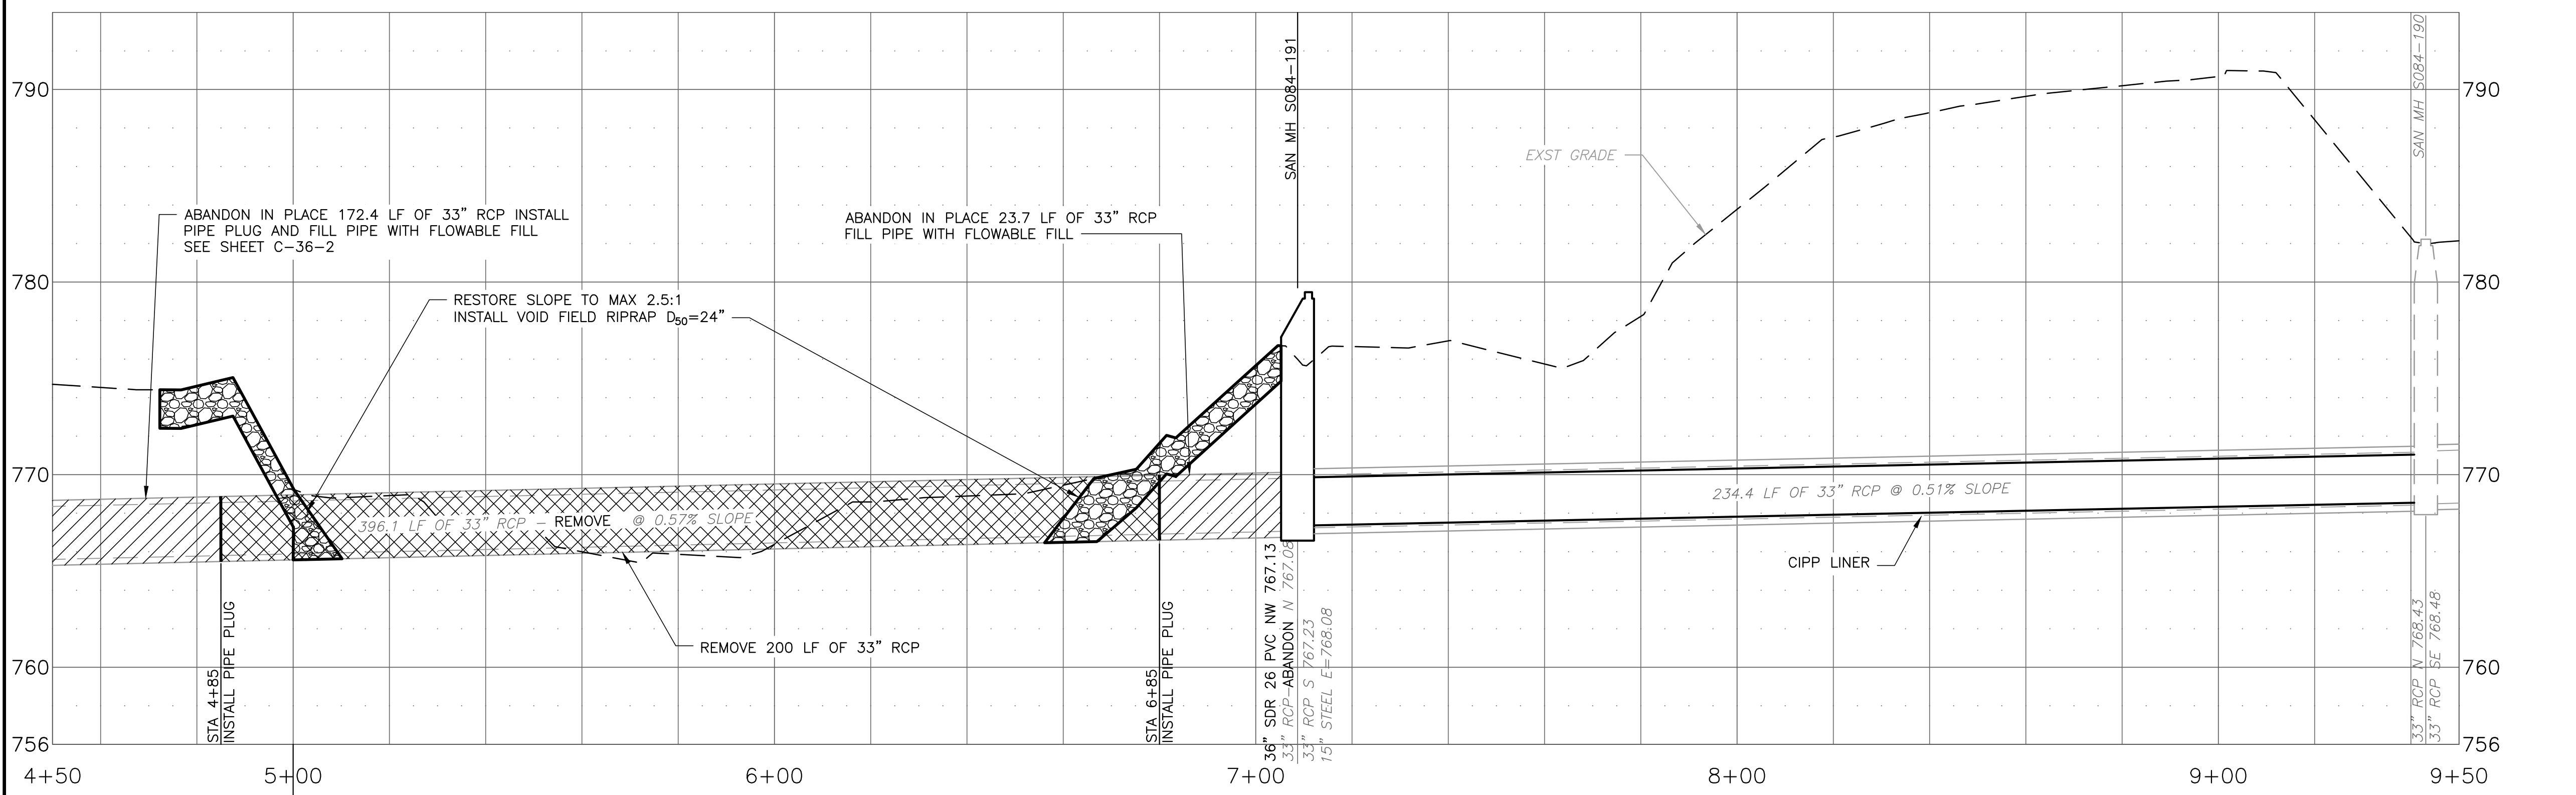 SAN MH S084-191
SAN MH S084-190
790
790
EXST GRADE
ABANDON IN PLACE 172.4 LF OF 33" RCP INSTALL
PIPE PLUG AND FILL PIPE WITH FLOWABLE FILL
SEE SHEET C-36-2
ABANDON IN PLACE 23.7 LF OF 33" RCP
FILL PIPE WITH FLOWABLE FILL
780
780
RESTORE SLOPE TO MAX 2.5:1
INSTALL VOID FIELD RIPRAP D50=24"
770
770
396.1 LF OF 33" RCP - REMOVE @ 0.57% SLOPE
234.4 LF OF 33" RCP @ 0.51% SLOPE
CIPP LINER
REMOVE 200 LF OF 33" RCP
760
760
STA 4+85
INSTALL PIPE PLUG
STA 6+85
INSTALL PIPE PLUG
36" SDR 26 PVC NW 767.13
33" RCP-ABANDON N 767.08
33" RCP S 767.23
15" STEEL E=768.08
33" RCP N 768.43
33" RCP SE 768.48
756
756
4+50
5+00
6+00
7+00
8+00
9+00
9+50